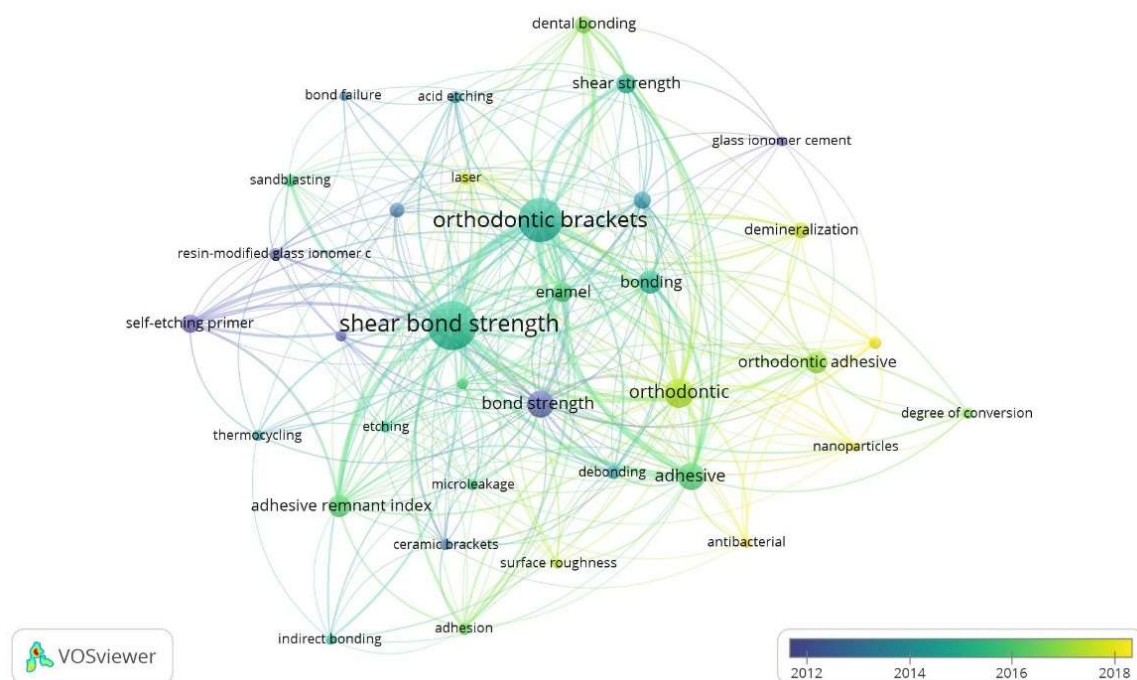 dental bonding
shear strength
bond failure
acid etching
glass ionomer cement
laser
sandblasting
orthodontic brackets
demineralization
resin-modified glass ionomer c
bonding
enamel
self-etching primer
shear bond strength
orthodontic adhesive
orthodontic
bond strength
degree of conversion
etching
thermocycling
nanoparticles
debonding
adhesive
microleakage
adhesive remnant index
antibacterial
ceramic brackets
surface roughness
adhesion
indirect bonding
VOSviewer
2012 2014 2016 2018